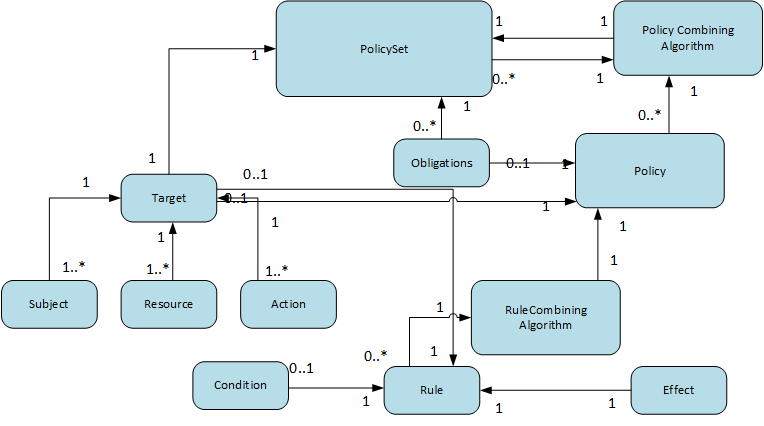 PolicySet
1
1
Policy Combining
Algorithm
1
0..*
1
1
1
0..*
0..*
Obligations
0..1
1
Policy
1
0..1
Target
0..1
1
1
1
1
1
1..*
1..*
1..*
1
Subject
Resource
Action
1
RuleCombining
Algorithm
0..*
1
Condition
0..1
1
Rule
1
1
Effect